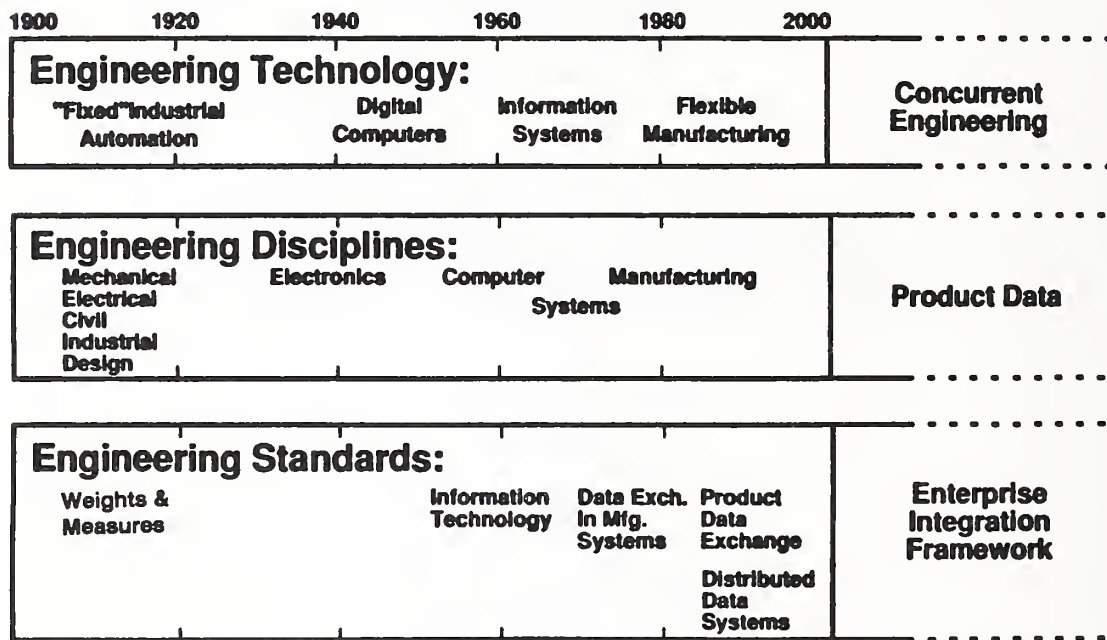 1900 1920 1940 1960 1980 2000
Engineering Technology:
"Fixed"Industrial
Automation
Digital
Computers
Information
Systems
Flexible
Manufacturing
Concurrent
Engineering
Engineering Disciplines:
Mechanical
Electrical
Civil
Industrial
Design
Electronics
Computer
Systems
Manufacturing
Product Data
Engineering Standards:
Weights &
Measures
Information
Technology
Data Exch.
In Mfg.
Systems
Product
Data
Exchange
Distributed
Data
Systems
Enterprise
Integration
Framework